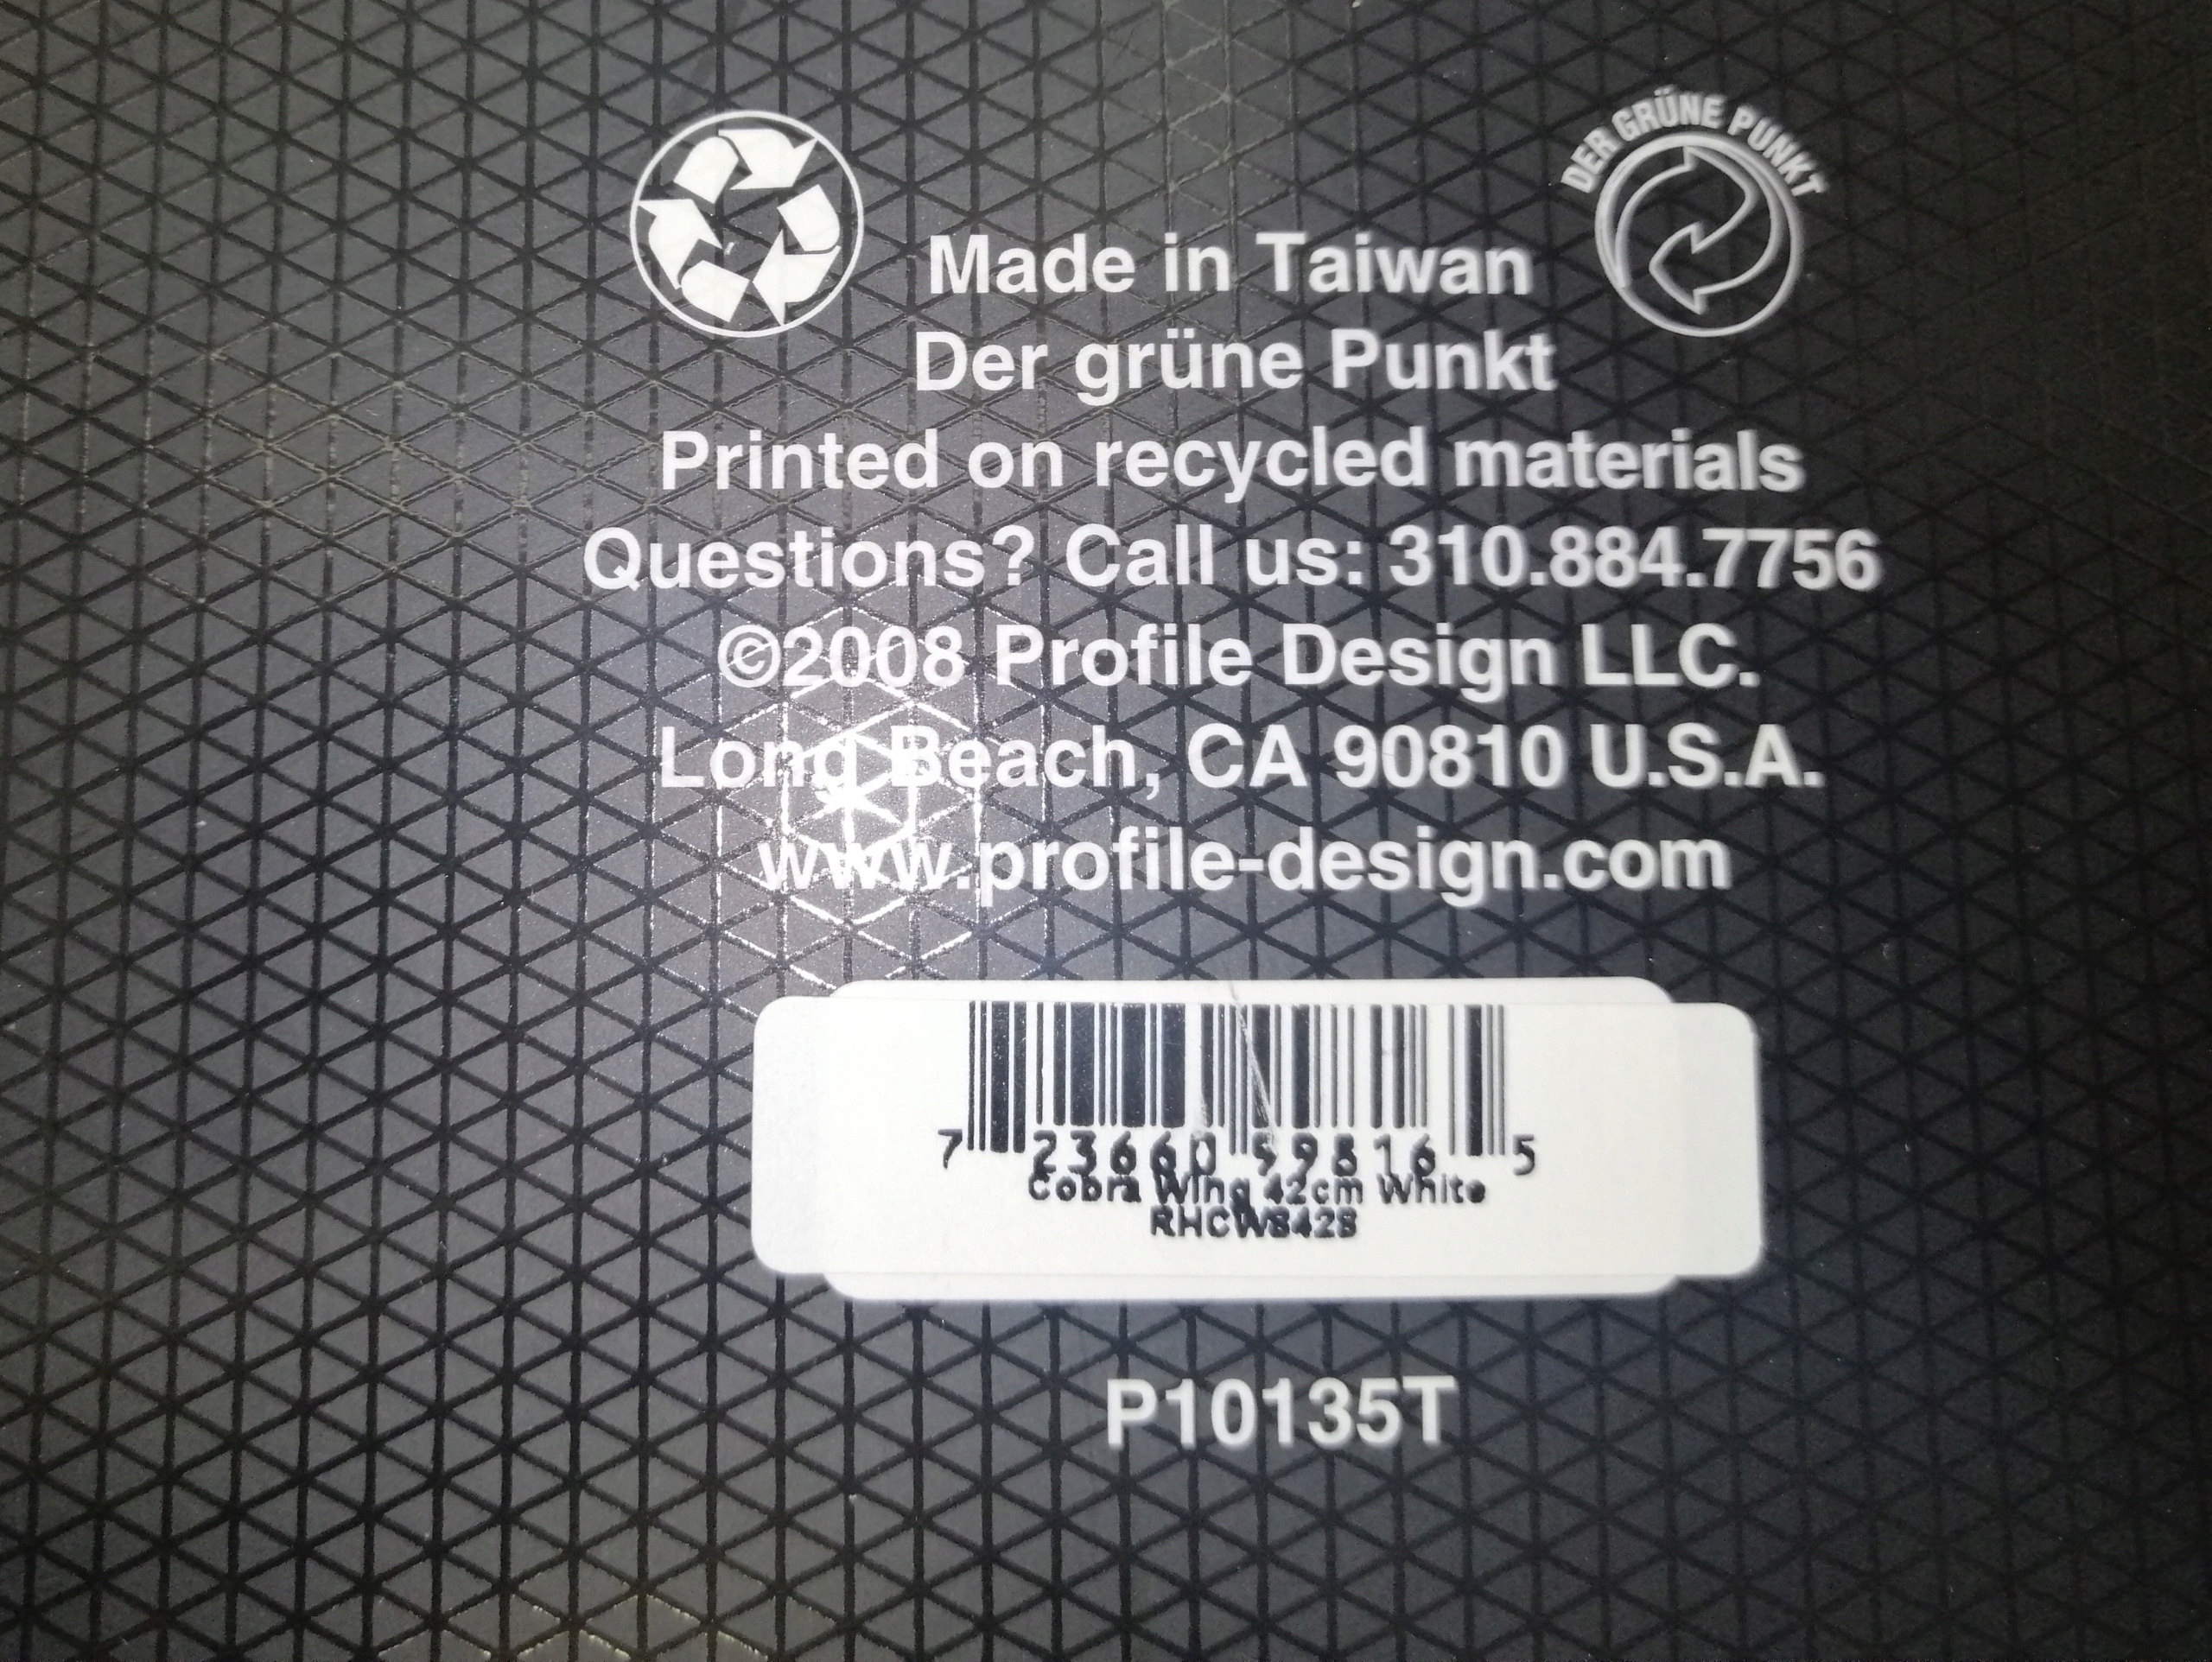 DER GRÜNE PUNKT
Made in Taiwan
Der grüne Punkt
Printed on recycled materials
Questions? Call us: 310.884.7756
©2008 Profile Design LLC.
Long Beach, CA 90810 U.S.A.
www.profile-design.com
7 23660 99816 5
Cobra Wing 42cm White
RHCW8428
P10135T